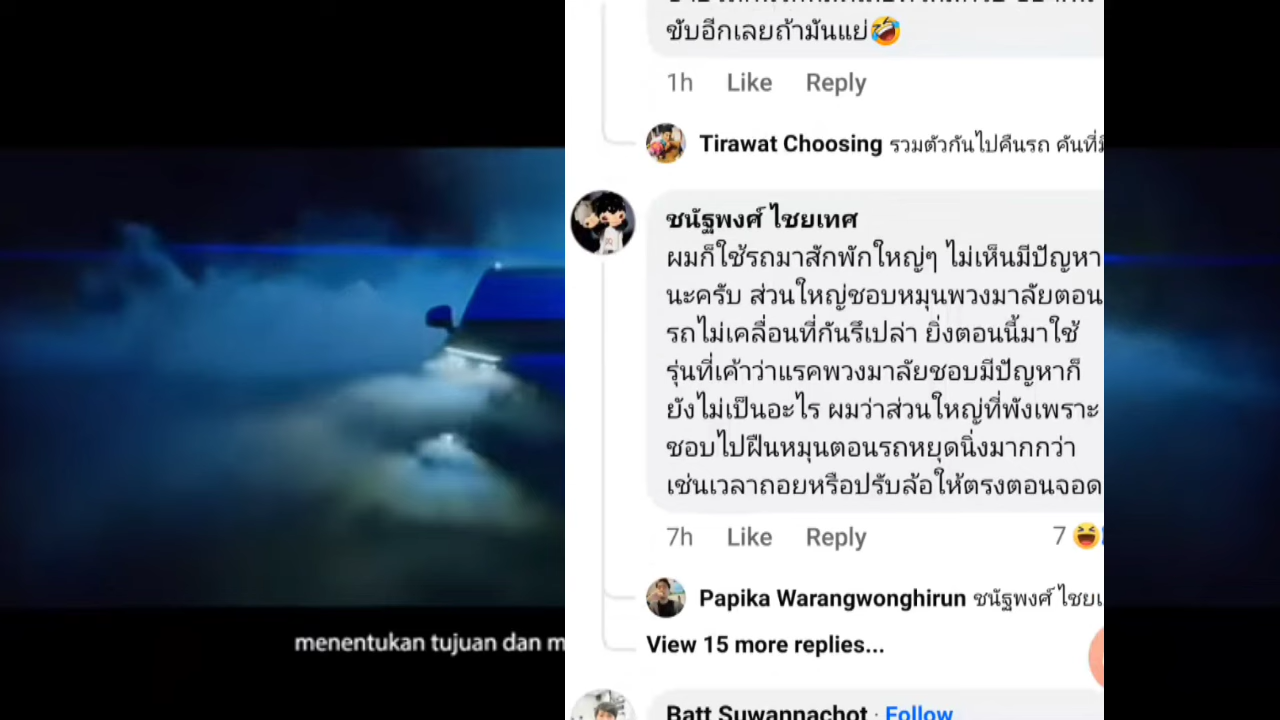 ขับอีกเลยถ้ามันแย่🤣
1h Like Reply
Tirawat Choosing รวมตัวกันไปคืนรถ คันที่
ชนัฐพงศ์ ไชยเทศ
ผมก็ใช้รถมาสักพักใหญ่ๆ ไม่เห็นมีปัญหา
นะครับ ส่วนใหญ่ชอบหมุนพวงมาลัยตอน
รถไม่เคลื่อนที่กันรึเปล่า ยิ่งตอนนี้มาใช้
รุ่นที่เค้าว่าแรคพวงมาลัยชอบมีปัญหาก็
ยังไม่เป็นอะไร ผมว่าส่วนใหญ่ที่พังเพราะ
ชอบไปฝืนหมุนตอนรถหยุดนิ่งมากกว่า
เช่นเวลาถอยหรือปรับล้อให้ตรงตอนจอด
7h Like Reply 7 😆
Papika Warangwonghirun ชนัฐพงศ์ ไชยเ
View 15 more replies...
Batt Suwannachot · Follow
menentukan tujuan dan m